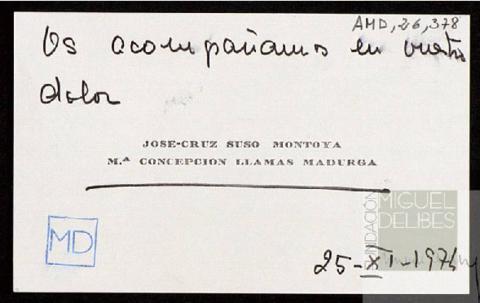 AMD, 26, 378
Os acompañamos en vuestro
dolor
JOSE-CRUZ SUSO MONTOYA
M.ª CONCEPCION LLAMAS MADURGA
MD
FUNDACIÓN
MIGUEL
DELIBES
25-XI-1974